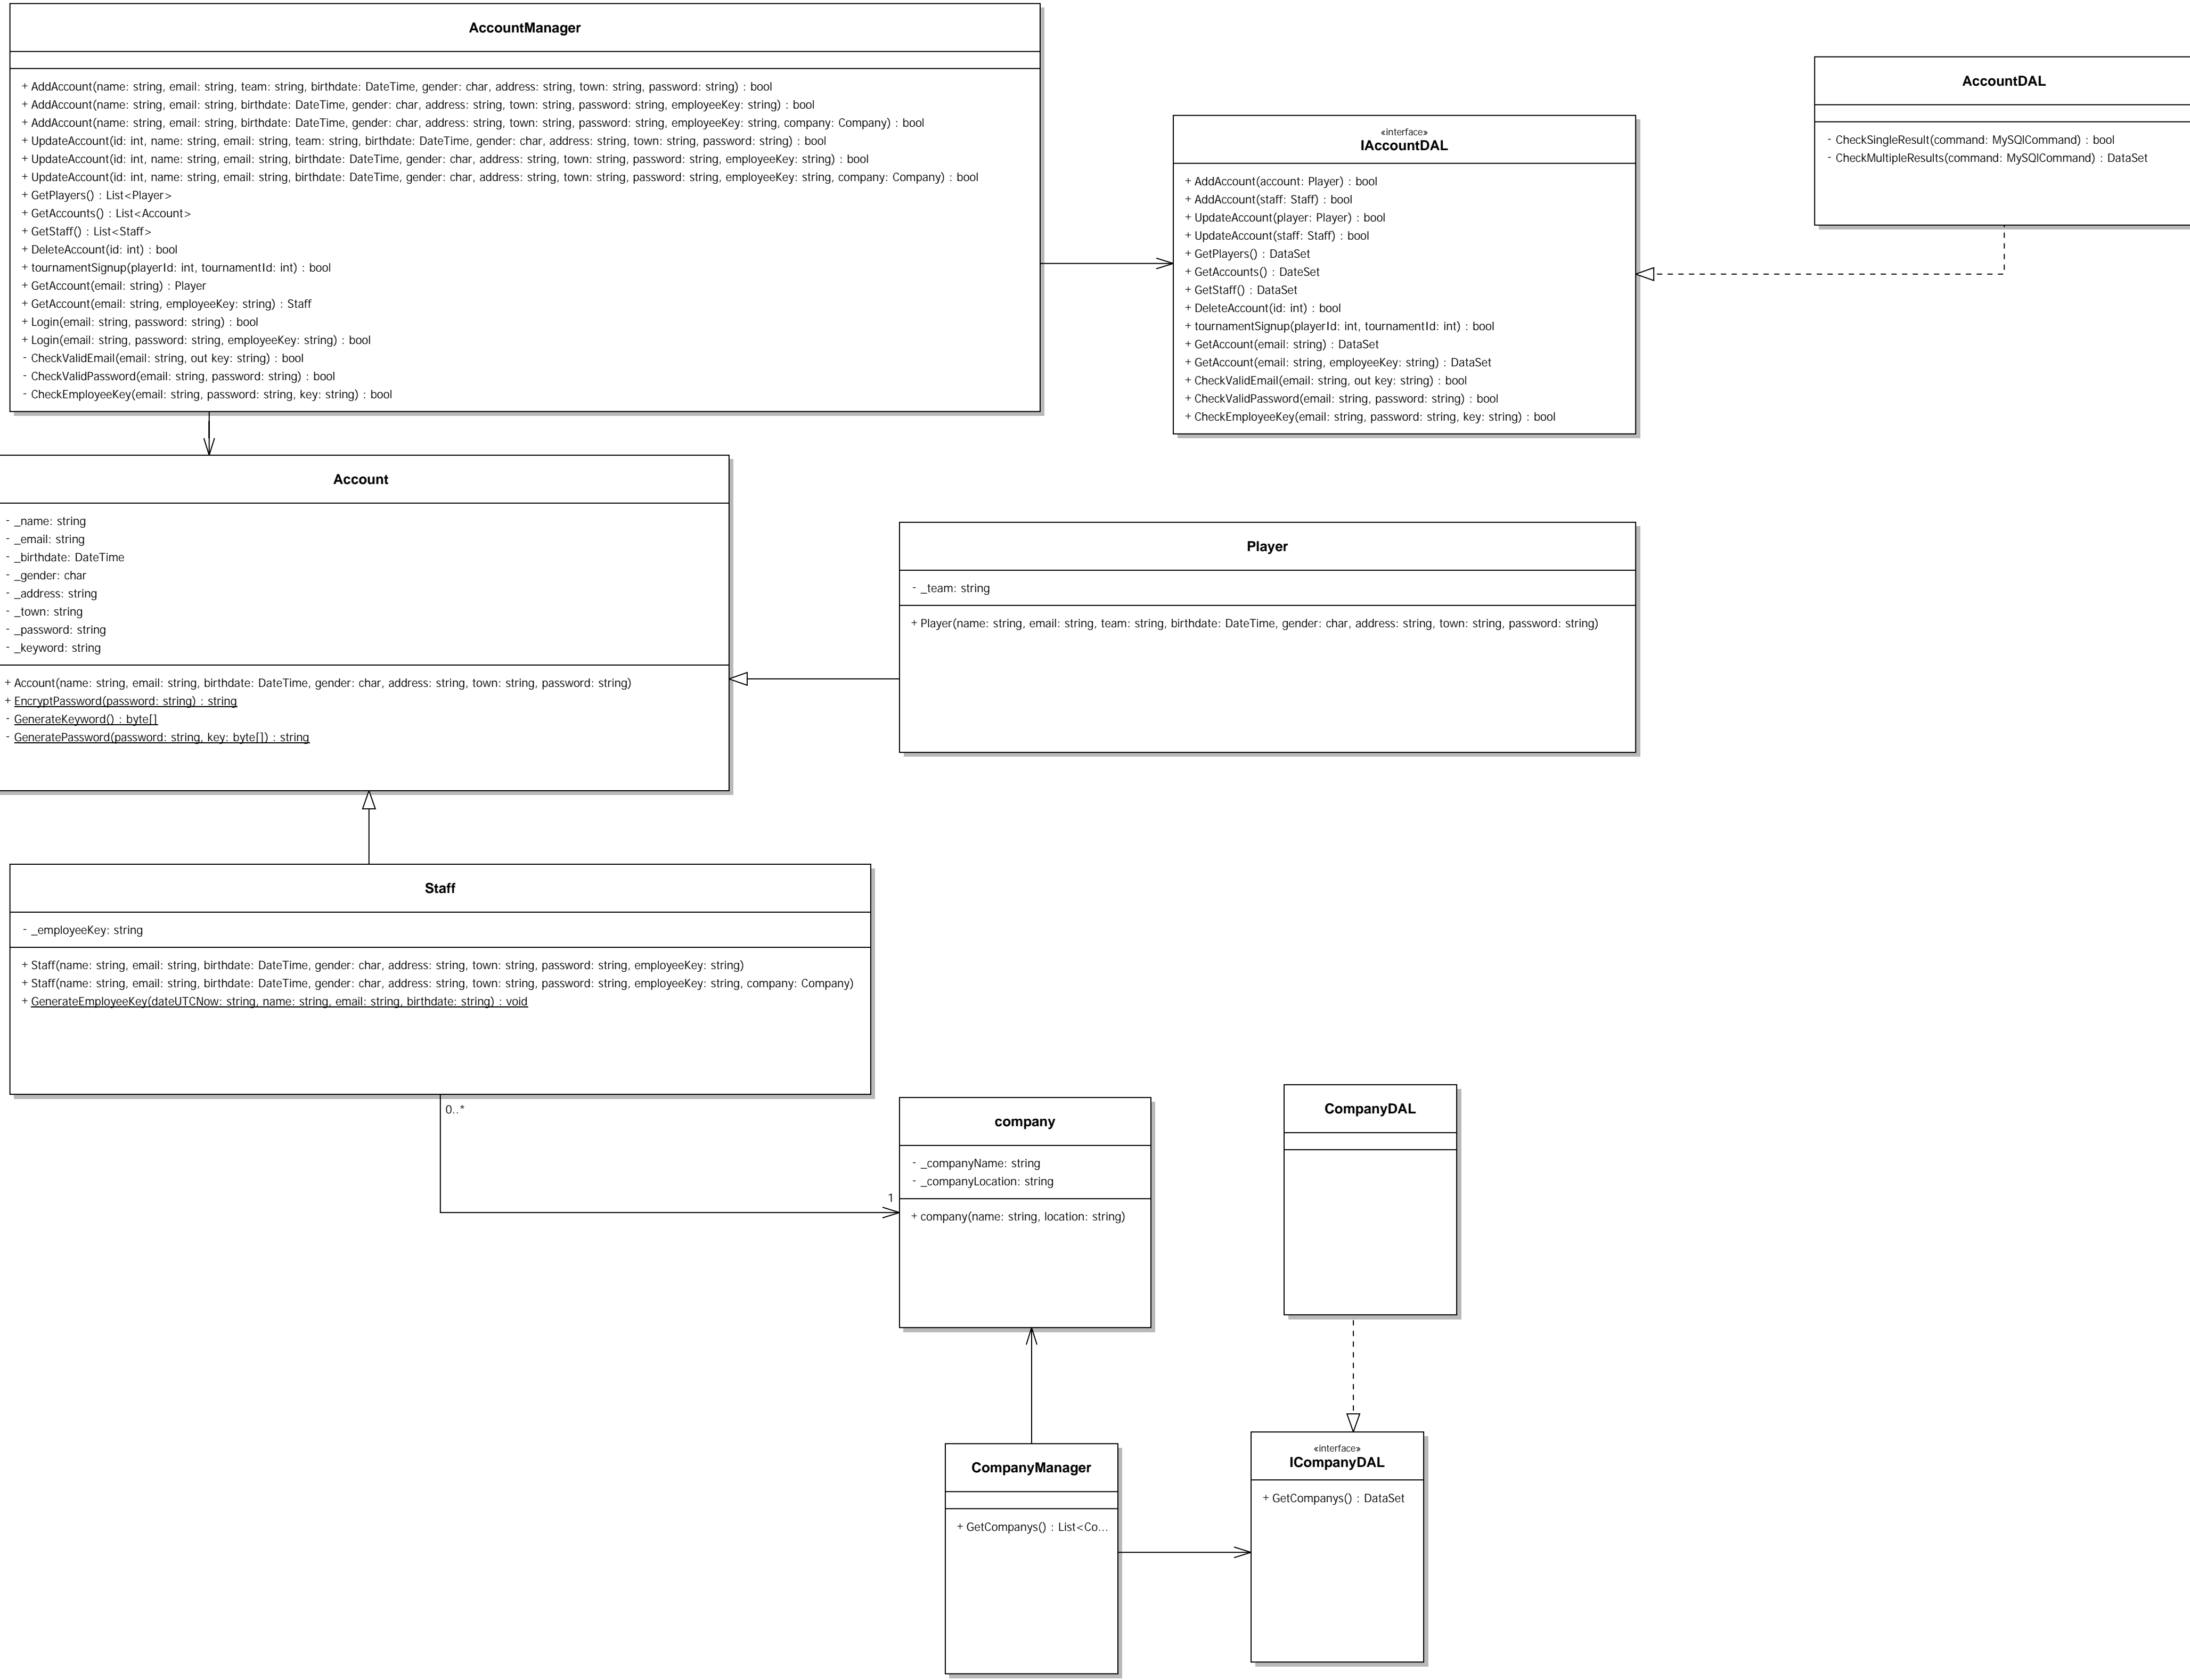 AccountManager
+ AddAccount(name: string, email: string, team: string, birthdate: DateTime, gender: char, address: string, town: string, password: string) : bool
+ AddAccount(name: string, email: string, birthdate: DateTime, gender: char, address: string, town: string, password: string, employeeKey: string) : bool
+ AddAccount(name: string, email: string, birthdate: DateTime, gender: char, address: string, town: string, password: string, employeeKey: string, company: Company) : bool
+ UpdateAccount(id: int, name: string, email: string, team: string, birthdate: DateTime, gender: char, address: string, town: string, password: string) : bool
+ UpdateAccount(id: int, name: string, email: string, birthdate: DateTime, gender: char, address: string, town: string, password: string, employeeKey: string) : bool
+ UpdateAccount(id: int, name: string, email: string, birthdate: DateTime, gender: char, address: string, town: string, password: string, employeeKey: string, company: Company) : bool
+ GetPlayers() : List<Player>
+ GetAccounts() : List<Account>
+ GetStaff() : List<Staff>
+ DeleteAccount(id: int) : bool
+ tournamentSignup(playerId: int, tournamentId: int) : bool
+ GetAccount(email: string) : Player
+ GetAccount(email: string, employeeKey: string) : Staff
+ Login(email: string, password: string) : bool
+ Login(email: string, password: string, employeeKey: string) : bool
- CheckValidEmail(email: string, out key: string) : bool
- CheckValidPassword(email: string, password: string) : bool
- CheckEmployeeKey(email: string, password: string, key: string) : bool
«interface»
IAccountDAL
+ AddAccount(account: Player) : bool
+ AddAccount(staff: Staff) : bool
+ UpdateAccount(player: Player) : bool
+ UpdateAccount(staff: Staff) : bool
+ GetPlayers() : DataSet
+ GetAccounts() : DateSet
+ GetStaff() : DataSet
+ DeleteAccount(id: int) : bool
+ tournamentSignup(playerId: int, tournamentId: int) : bool
+ GetAccount(email: string) : DataSet
+ GetAccount(email: string, employeeKey: string) : DataSet
+ CheckValidEmail(email: string, out key: string) : bool
+ CheckValidPassword(email: string, password: string) : bool
+ CheckEmployeeKey(email: string, password: string, key: string) : bool
AccountDAL
- CheckSingleResult(command: MySQlCommand) : bool
- CheckMultipleResults(command: MySQlCommand) : DataSet
Account
- _name: string
- _email: string
- _birthdate: DateTime
- _gender: char
- _address: string
- _town: string
- _password: string
- _keyword: string
+ Account(name: string, email: string, birthdate: DateTime, gender: char, address: string, town: string, password: string)
+ EncryptPassword(password: string) : string
- GenerateKeyword() : byte[]
- GeneratePassword(password: string, key: byte[]) : string
Player
- _team: string
+ Player(name: string, email: string, team: string, birthdate: DateTime, gender: char, address: string, town: string, password: string)
Staff
- _employeeKey: string
+ Staff(name: string, email: string, birthdate: DateTime, gender: char, address: string, town: string, password: string, employeeKey: string)
+ Staff(name: string, email: string, birthdate: DateTime, gender: char, address: string, town: string, password: string, employeeKey: string, company: Company)
+ GenerateEmployeeKey(dateUTCNow: string, name: string, email: string, birthdate: string) : void
0..*
1
company
- _companyName: string
- _companyLocation: string
+ company(name: string, location: string)
CompanyDAL
CompanyManager
+ GetCompanys() : List<Co...
«interface»
ICompanyDAL
+ GetCompanys() : DataSet